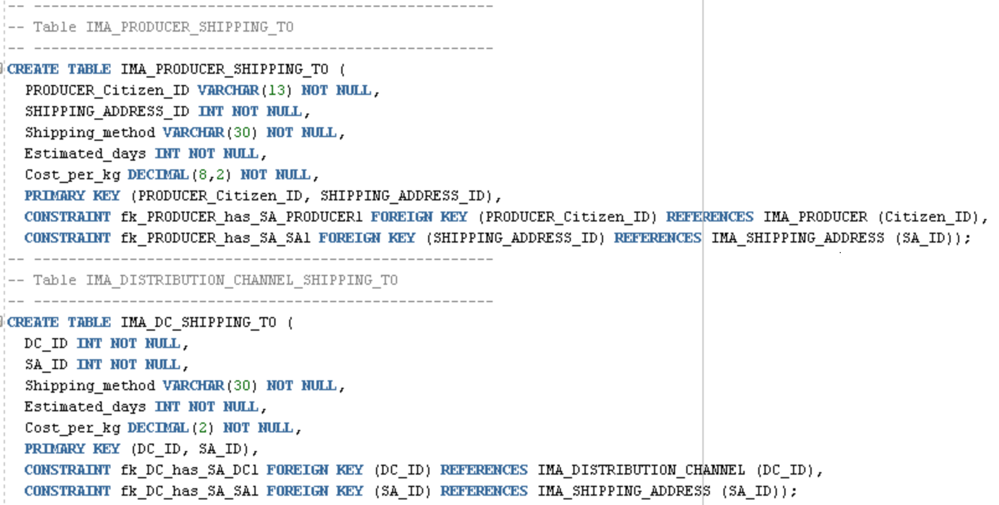 -- -----------------------------------------------------
-- Table IMA_PRODUCER_SHIPPING_TO
-- -----------------------------------------------------
CREATE TABLE IMA_PRODUCER_SHIPPING_TO (
  PRODUCER_Citizen_ID VARCHAR(13) NOT NULL,
  SHIPPING_ADDRESS_ID INT NOT NULL,
  Shipping_method VARCHAR(30) NOT NULL,
  Estimated_days INT NOT NULL,
  Cost_per_kg DECIMAL(8,2) NOT NULL,
  PRIMARY KEY (PRODUCER_Citizen_ID, SHIPPING_ADDRESS_ID),
  CONSTRAINT fk_PRODUCER_has_SA_PRODUCER1 FOREIGN KEY (PRODUCER_Citizen_ID) REFERENCES IMA_PRODUCER (Citizen_ID),
  CONSTRAINT fk_PRODUCER_has_SA_SA1 FOREIGN KEY (SHIPPING_ADDRESS_ID) REFERENCES IMA_SHIPPING_ADDRESS (SA_ID));
-- -----------------------------------------------------
-- Table IMA_DISTRIBUTION_CHANNEL_SHIPPING_TO
-- -----------------------------------------------------
CREATE TABLE IMA_DC_SHIPPING_TO (
  DC_ID INT NOT NULL,
  SA_ID INT NOT NULL,
  Shipping_method VARCHAR(30) NOT NULL,
  Estimated_days INT NOT NULL,
  Cost_per_kg DECIMAL(2) NOT NULL,
  PRIMARY KEY (DC_ID, SA_ID),
  CONSTRAINT fk_DC_has_SA_DC1 FOREIGN KEY (DC_ID) REFERENCES IMA_DISTRIBUTION_CHANNEL (DC_ID),
  CONSTRAINT fk_DC_has_SA_SA1 FOREIGN KEY (SA_ID) REFERENCES IMA_SHIPPING_ADDRESS (SA_ID));